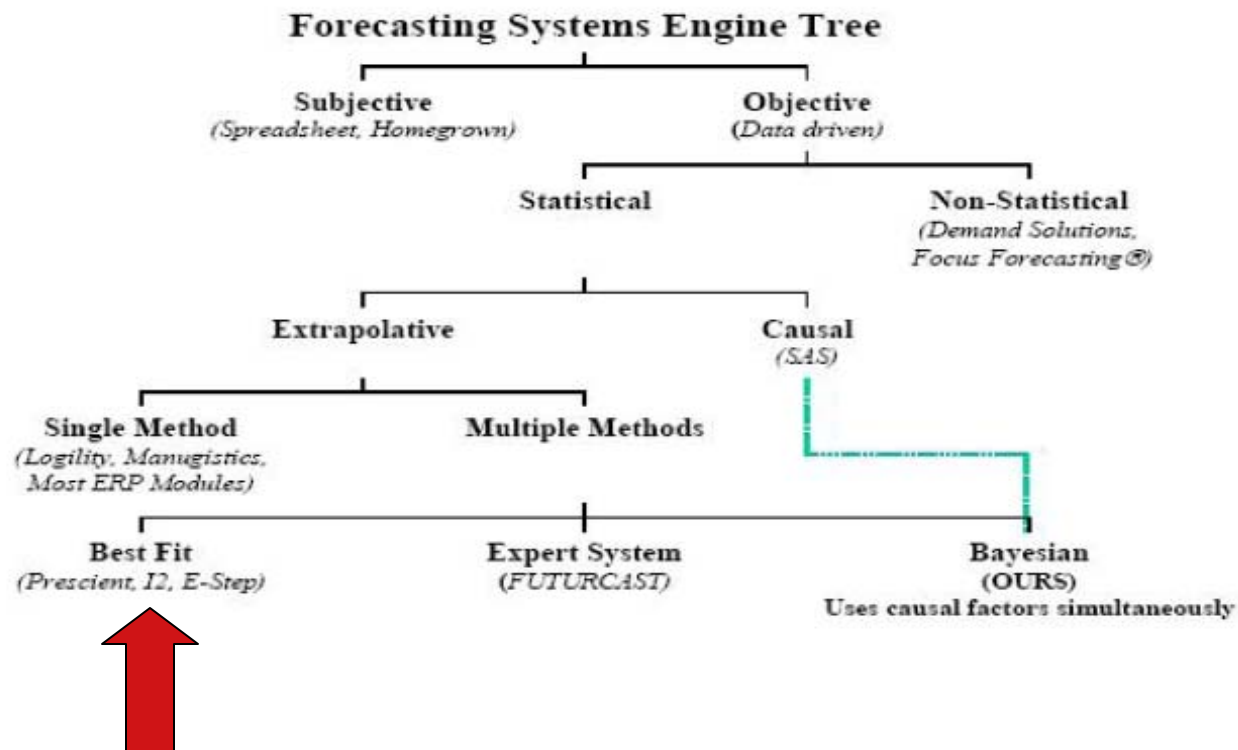 Forecasting Systems Engine Tree
Subjective
(Spreadsheet, Homegrown)
Objective
(Data driven)
Statistical
Non-Statistical
(Demand Solutions,
Focus Forecasting®)
Extrapolative
Causal
(SAS)
Single Method
(Logility, Manugistics,
Most ERP Modules)
Multiple Methods
Best Fit
(Prescient, I2, E-Step)
Expert System
(FUTURCAST)
Bayesian
(OURS)
Uses causal factors simultaneously